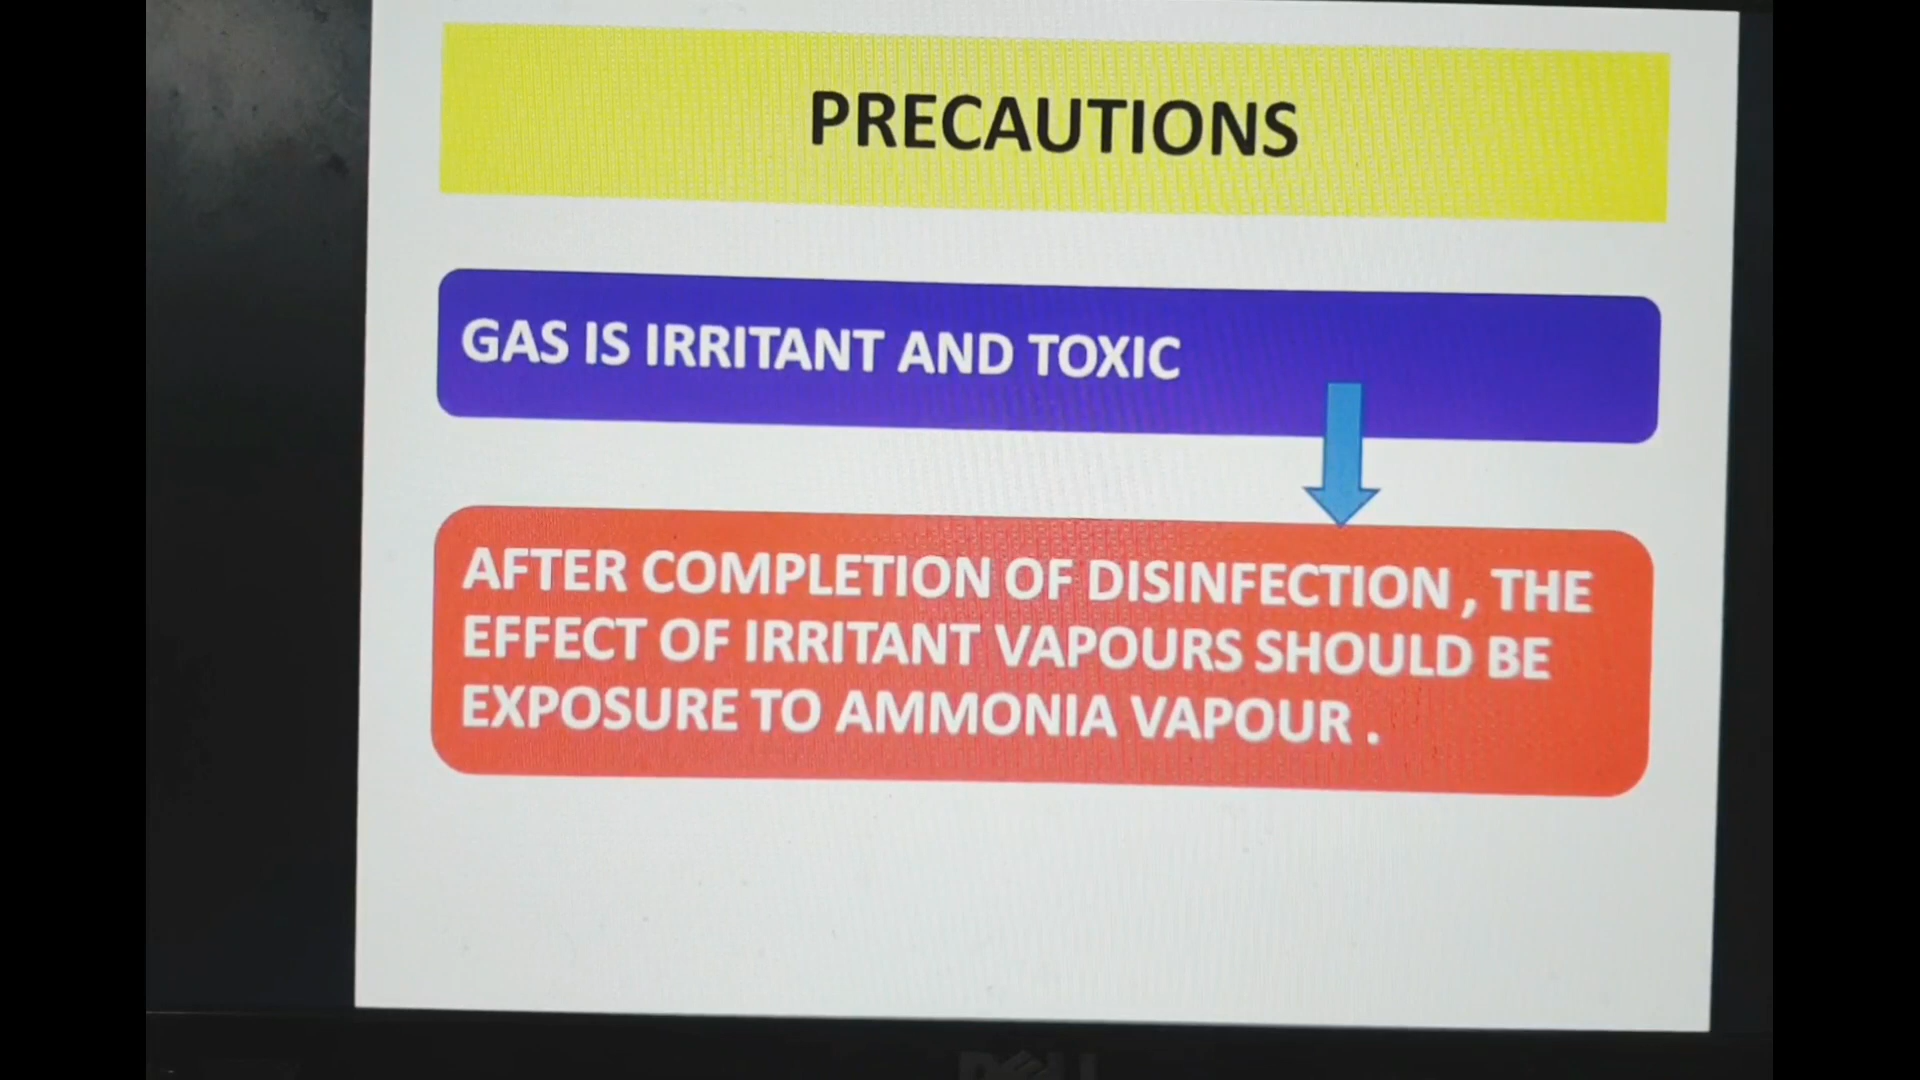 PRECAUTIONS
GAS IS IRRITANT AND TOXIC
AFTER COMPLETION OF DISINFECTION , THE
EFFECT OF IRRITANT VAPOURS SHOULD BE
EXPOSURE TO AMMONIA VAPOUR .
DELL